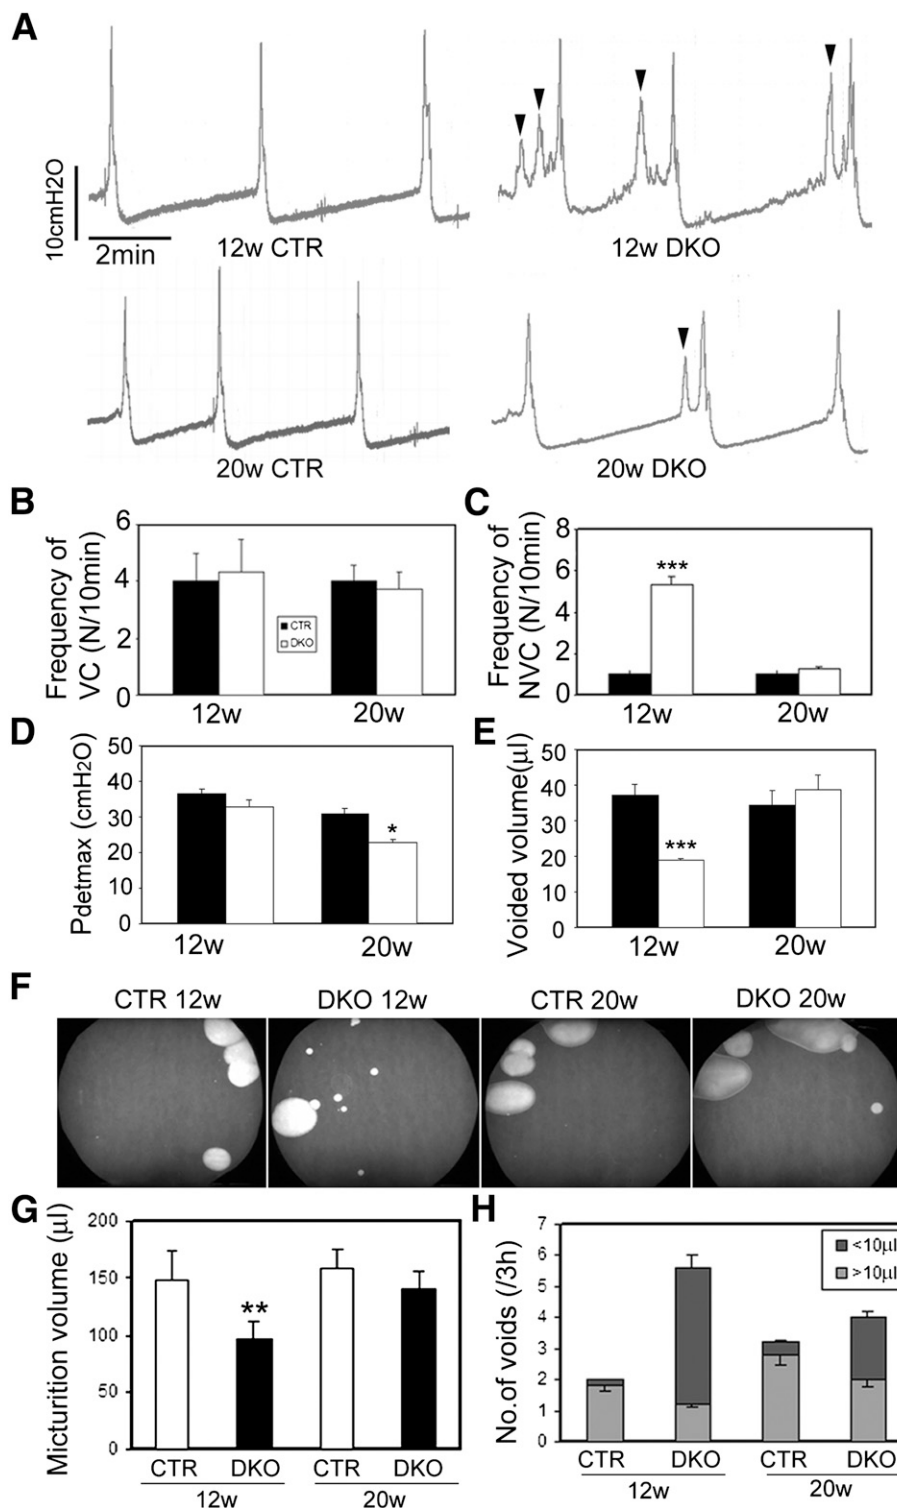 A
10cmH2O
2min
12w CTR
12w DKO
20w CTR
20w DKO
B
Frequency of
VC (N/10min)
6
4
2
0
CTR
DKO
12w
20w
C
Frequency of
NVC (N/10min)
8
6
4
2
0
***
12w
20w
D
Pdetmax (cmH2O)
50
40
30
20
10
0
*
12w
20w
E
Voided volume(µl)
50
40
30
20
10
0
***
12w
20w
F
CTR 12w
DKO 12w
CTR 20w
DKO 20w
G
Micturition volume (µl)
200
150
100
50
0
**
CTR
DKO
CTR
DKO
12w
20w
H
No.of voids (/3h)
7
6
5
4
3
2
1
0
<10µl
>10µl
CTR
DKO
CTR
DKO
12w
20w